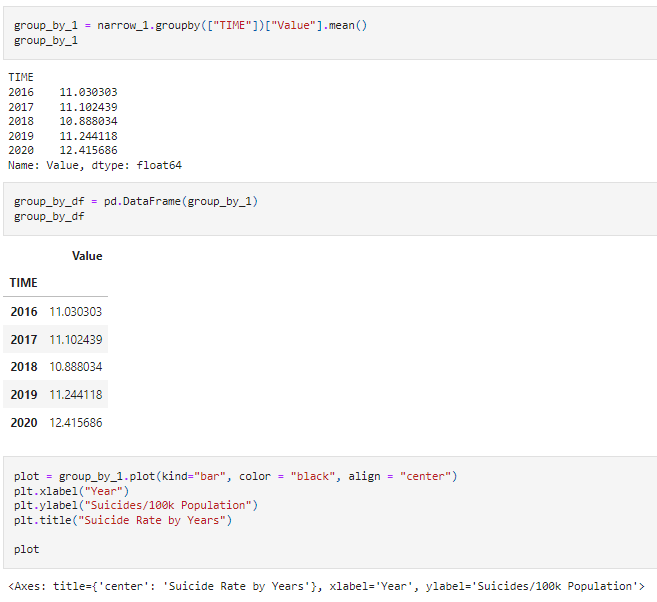 group_by_1 = narrow_1.groupby(["TIME"])["Value"].mean()
group_by_1
TIME
2016    11.030303
2017    11.102439
2018    10.888034
2019    11.244118
2020    12.415686
Name: Value, dtype: float64
group_by_df = pd.DataFrame(group_by_1)
group_by_df
Value
TIME
2016 11.030303
2017 11.102439
2018 10.888034
2019 11.244118
2020 12.415686
plot = group_by_1.plot(kind="bar", color = "black", align = "center")
plt.xlabel("Year")
plt.ylabel("Suicides/100k Population")
plt.title("Suicide Rate by Years")
plot
<Axes: title={'center': 'Suicide Rate by Years'}, xlabel='Year', ylabel='Suicides/100k Population'>